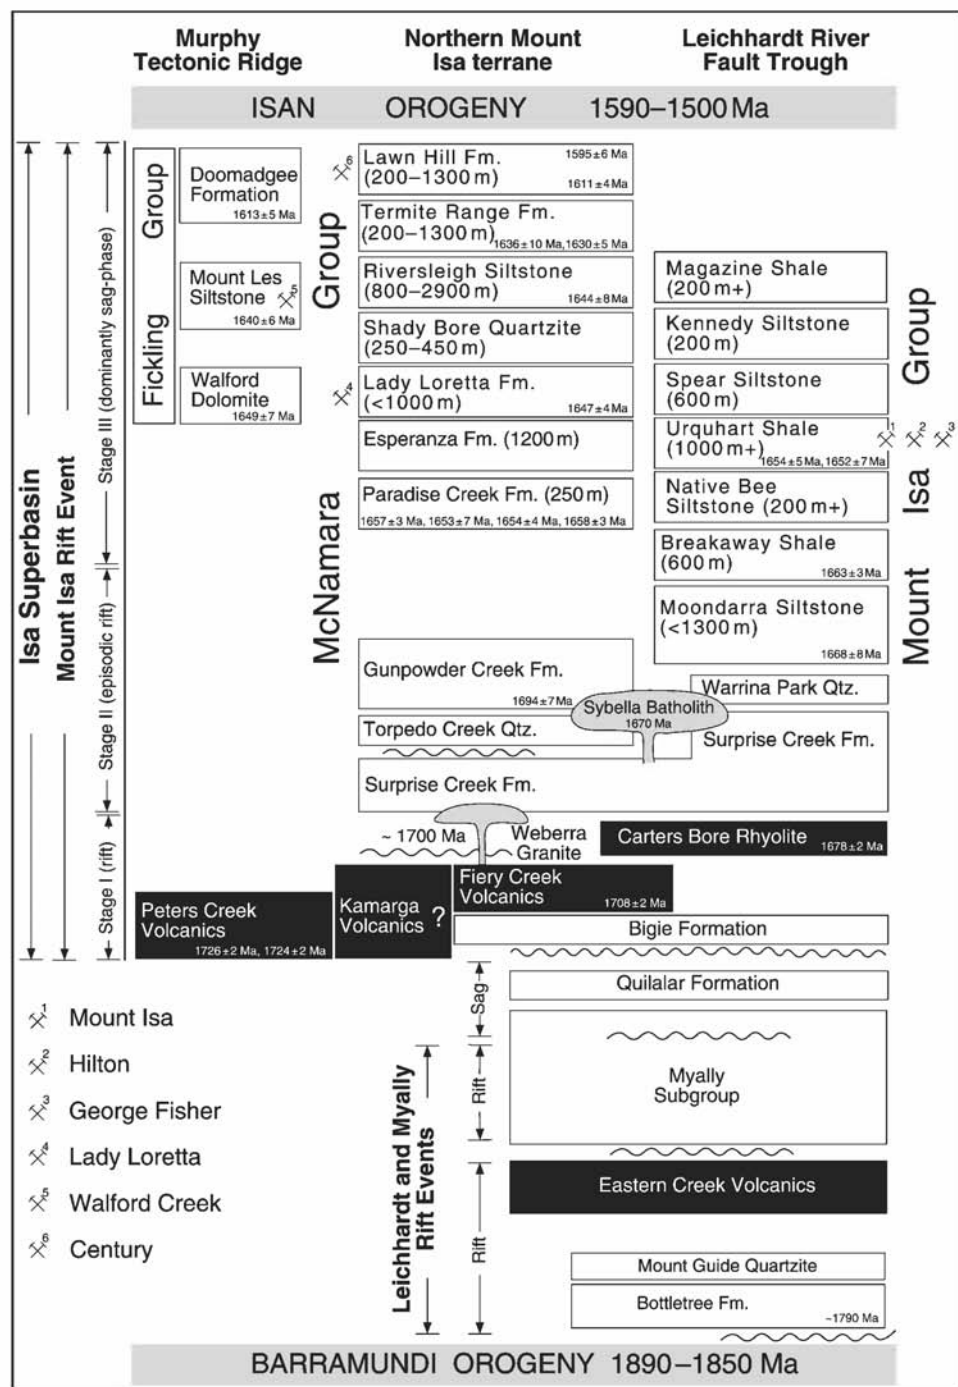 Murphy
Tectonic Ridge
Northern Mount
Isa terrane
Leichhardt River
Fault Trough
ISAN OROGENY 1590–1500 Ma
Isa Superbasin
Mount Isa Rift Event
Stage III (dominantly sag-phase)
Stage II (episodic rift)
Stage I (rift)
Fickling Group
Doomadgee
Formation
1613±5 Ma
Mount Les
Siltstone 5
1640±6 Ma
Walford
Dolomite
1649±7 Ma
Peters Creek
Volcanics
1726±2 Ma, 1724±2 Ma
McNamara Group
6
Lawn Hill Fm. 1595±6 Ma
(200–1300 m) 1611±4 Ma
Termite Range Fm.
(200–1300 m) 1636±10 Ma, 1630±5 Ma
Riversleigh Siltstone
(800–2900 m) 1644±8 Ma
Shady Bore Quartzite
(250–450 m)
4
Lady Loretta Fm.
(<1000 m) 1647±4 Ma
Esperanza Fm. (1200 m)
Paradise Creek Fm. (250 m)
1657±3 Ma, 1653±7 Ma, 1654±4 Ma, 1658±3 Ma
Gunpowder Creek Fm.
1694±7 Ma
Torpedo Creek Qtz.
Surprise Creek Fm.
Sybella Batholith
1670 Ma
~ 1700 Ma
Weberra
Granite
Kamarga
Volcanics ?
Fiery Creek
Volcanics
1708±2 Ma
Mount Isa Group
Magazine Shale
(200 m+)
Kennedy Siltstone
(200 m)
Spear Siltstone
(600 m)
Urquhart Shale
(1000 m+) 1654±5 Ma, 1652±7 Ma
1 2 3
Native Bee
Siltstone (200 m+)
Breakaway Shale
(600 m) 1663±3 Ma
Moondarra Siltstone
(<1300 m)
1668±8 Ma
Warrina Park Qtz.
Surprise Creek Fm.
Carters Bore Rhyolite
1678±2 Ma
Bigie Formation
Quilalar Formation
Myally
Subgroup
Eastern Creek Volcanics
Mount Guide Quartzite
Bottletree Fm.
~1790 Ma
Sag
Rift
Rift
Leichhardt and Myally
Rift Events
1 Mount Isa
2 Hilton
3 George Fisher
4 Lady Loretta
5 Walford Creek
6 Century
BARRAMUNDI OROGENY 1890–1850 Ma